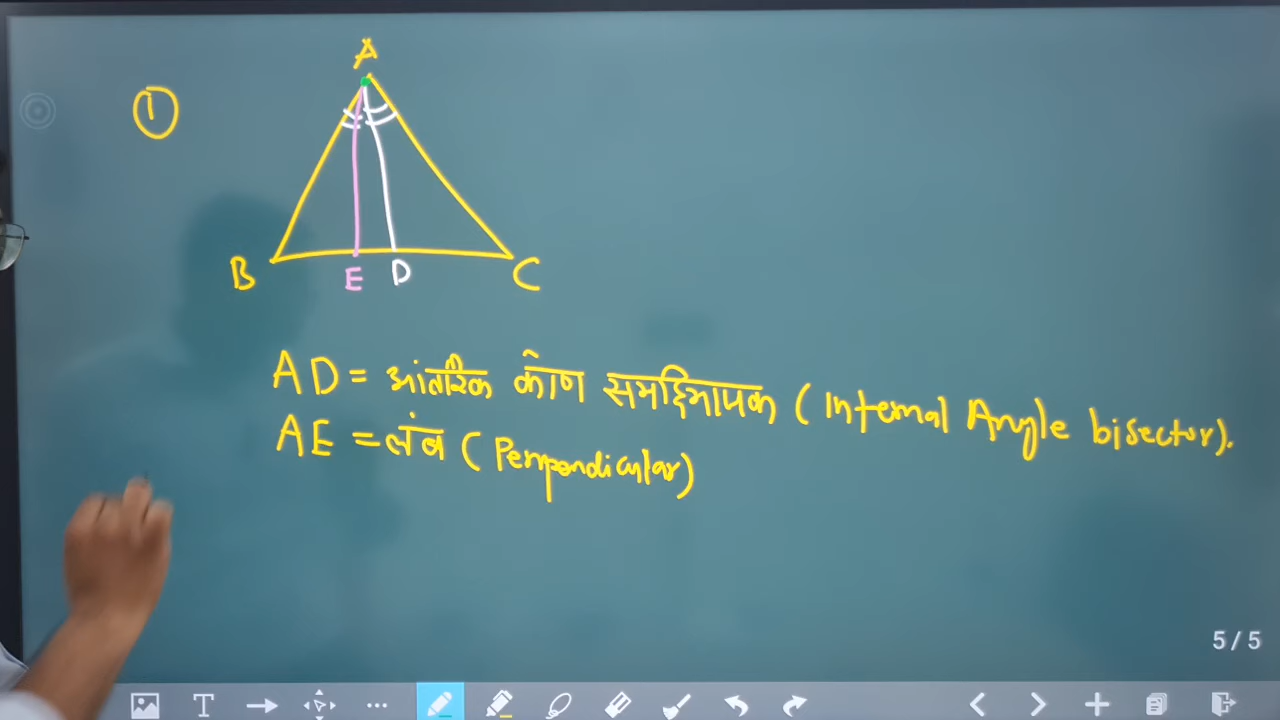 ①
A
B
E
D
C
AD = आंतरिक कोण समद्विभाजक (Internal Angle bisector).
AE = लंब (Perpendicular)
5/5
T